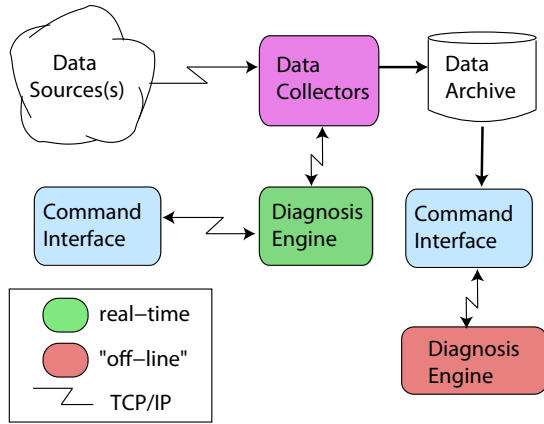 Data
Sources(s)
Data
Collectors
Data
Archive
Command
Interface
Diagnosis
Engine
Command
Interface
Diagnosis
Engine
real-time
"off-line"
TCP/IP